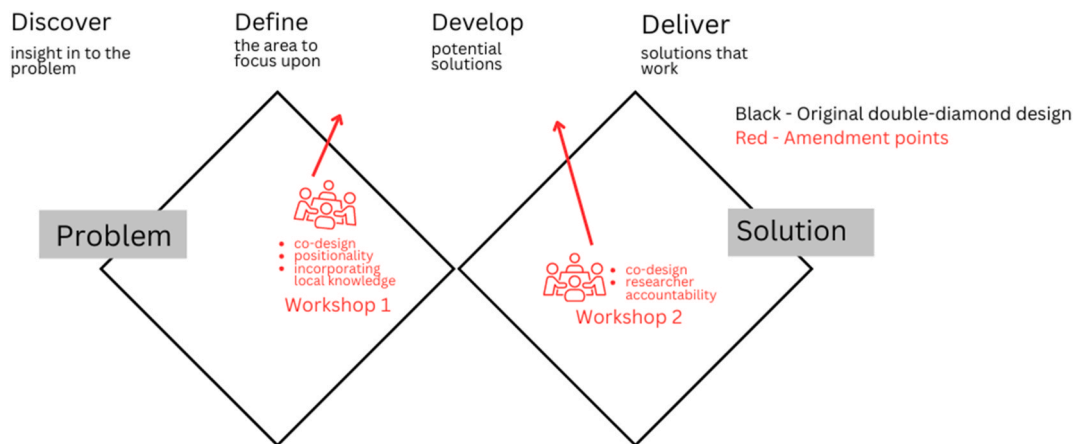 Discover
insight in to the
problem
Define
the area to
focus upon
Develop
potential
solutions
Deliver
solutions that
work
Black - Original double-diamond design
Red - Amendment points
Problem
• co-design
• positionality
• incorporating
local knowledge
Workshop 1
• co-design
• researcher
accountability
Workshop 2
Solution